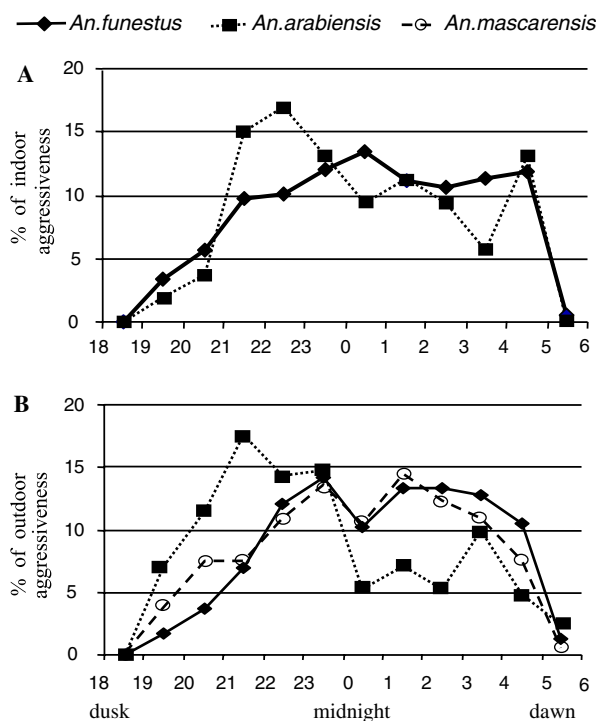 An.funestus An.arabiensis An.mascarensis
A
% of indoor
aggressiveness
20
15
10
5
0
18 19 20 21 22 23 0 1 2 3 4 5 6
B
% of outdoor
aggressiveness
20
15
10
5
0
18 19 20 21 22 23 0 1 2 3 4 5 6
dusk midnight dawn